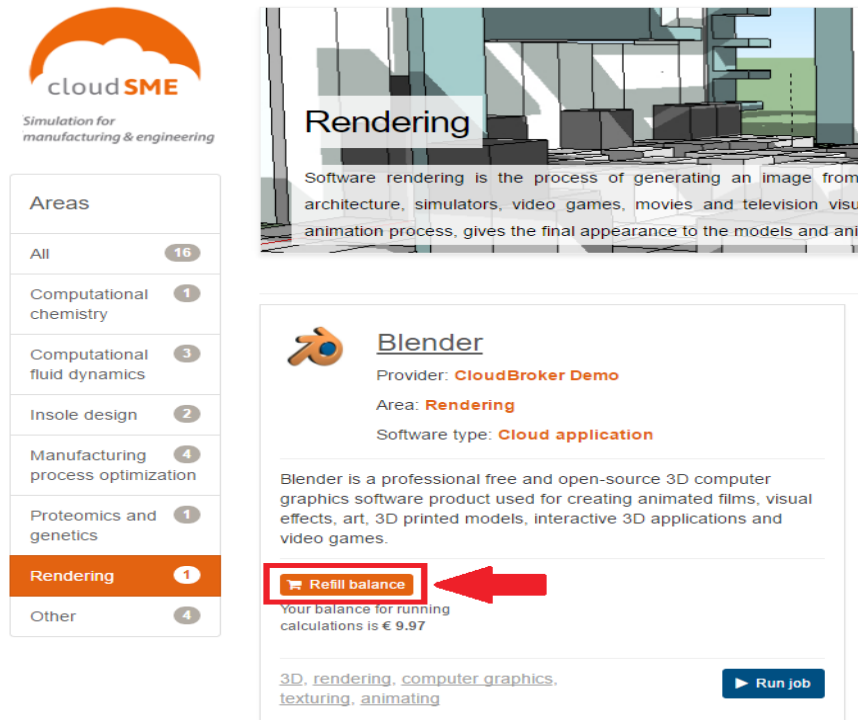 cloudSME
Simulation for
manufacturing & engineering
Areas
All 16
Computational 1
chemistry
Computational 3
fluid dynamics
Insole design 2
Manufacturing 4
process optimization
Proteomics and 1
genetics
Rendering 1
Other 4
Rendering
Software rendering is the process of generating an image from
architecture, simulators, video games, movies and television
animation process, gives the final appearance to the models and
Blender
Provider: CloudBroker Demo
Area: Rendering
Software type: Cloud application
Blender is a professional free and open-source 3D computer
graphics software product used for creating animated films, visual
effects, art, 3D printed models, interactive 3D applications and
video games.
Refill balance
Your balance for running
calculations is € 9.97
3D, rendering, computer graphics,
texturing, animating
Run job